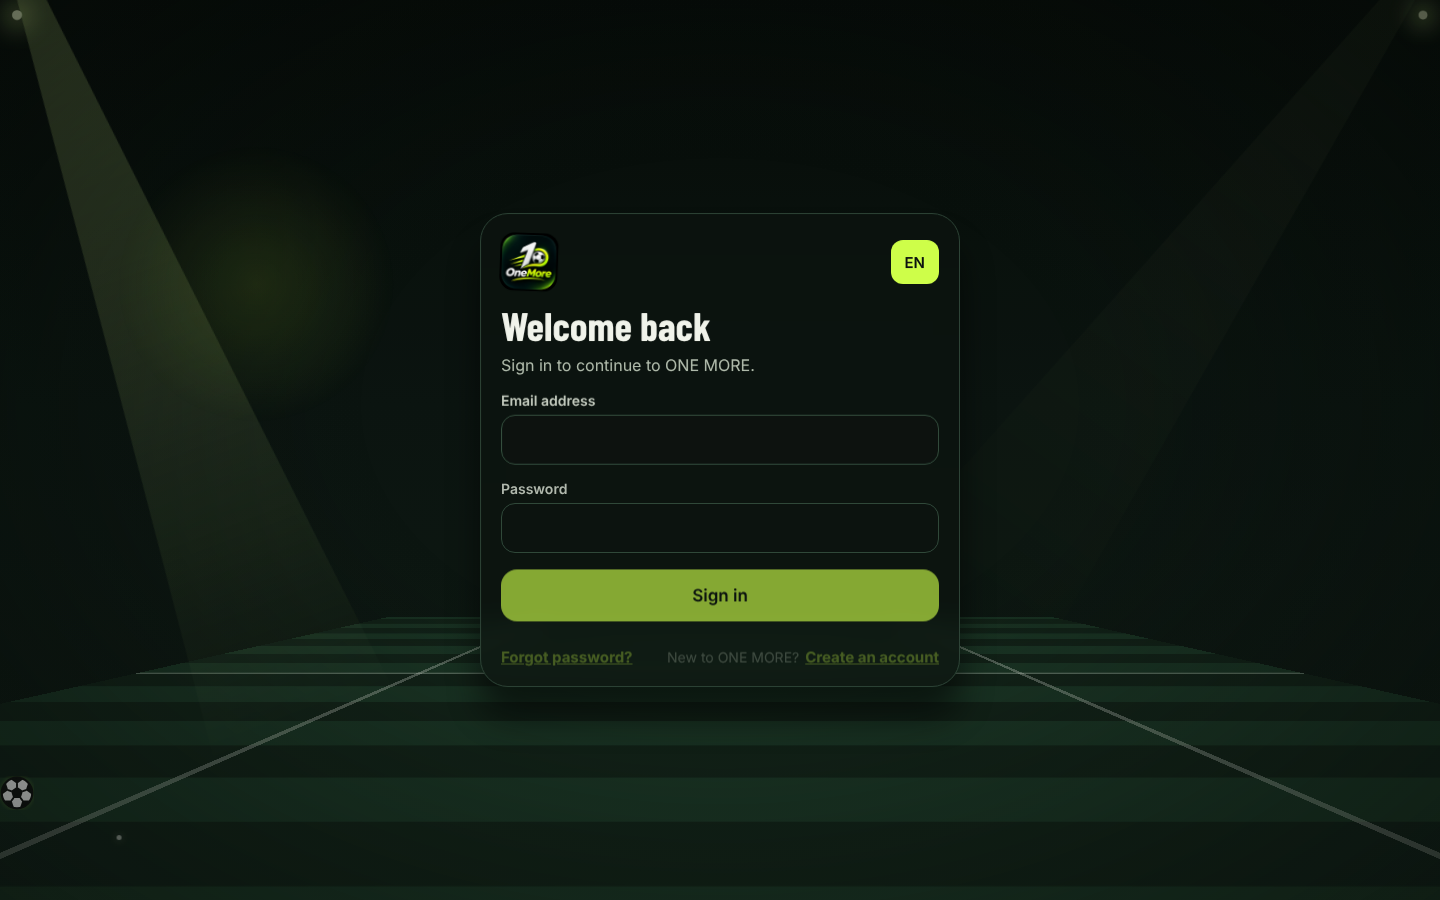 10
OneMore
EN
Welcome back
Sign in to continue to ONE MORE.
Email address
Password
Sign in
Forgot password? New to ONE MORE? Create an account